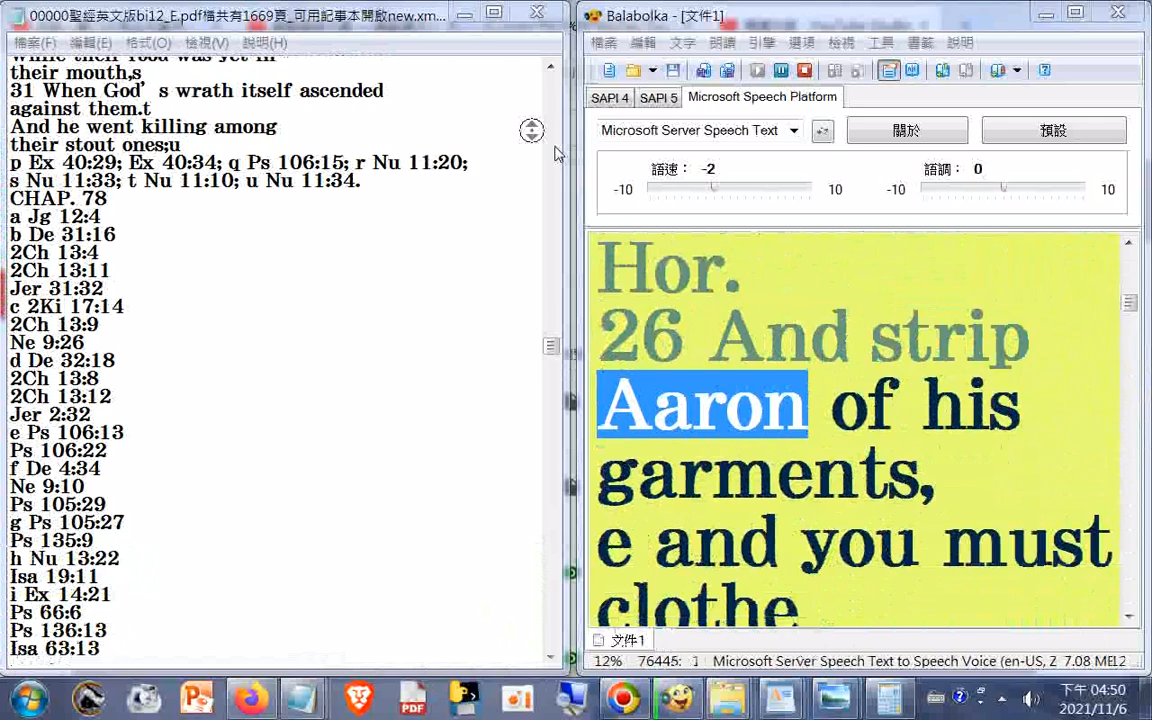 00000聖經英文版bi12_E.pdf檔共有1669頁_可用記事本開啟new.xm...
檔案(F) 編輯(E) 格式(O) 檢視(V) 說明(H)
While their food was yet in
their mouth,s
31 When God’s wrath itself ascended
against them.t
And he went killing among
their stout ones;u
p Ex 40:29; Ex 40:34; q Ps 106:15; r Nu 11:20;
s Nu 11:33; t Nu 11:10; u Nu 11:34.
CHAP. 78
a Jg 12:4
b De 31:16
2Ch 13:4
2Ch 13:11
Jer 31:32
c 2Ki 17:14
2Ch 13:9
Ne 9:26
d De 32:18
2Ch 13:8
2Ch 13:12
Jer 2:32
e Ps 106:13
Ps 106:22
f De 4:34
Ne 9:10
Ps 105:29
g Ps 105:27
Ps 135:9
h Nu 13:22
Isa 19:11
i Ex 14:21
Ps 66:6
Ps 136:13
Isa 63:13
Balabolka - [文件1]
檔案 編輯 文字 朗讀 引擎 選項 檢視 工具 書籤 說明
SAPI 4 SAPI 5 Microsoft Speech Platform
Microsoft Server Speech Text 關於 預設
語速: -2 語調: 0
-10 10 -10 10
Hor.
26 And strip
Aaron of his
garments,
e and you must
clothe
文件1
12% 76445: Microsoft Server Speech Text to Speech Voice (en-US, Z 7.08 ME12
PDF
下午 04:50
2021/11/6